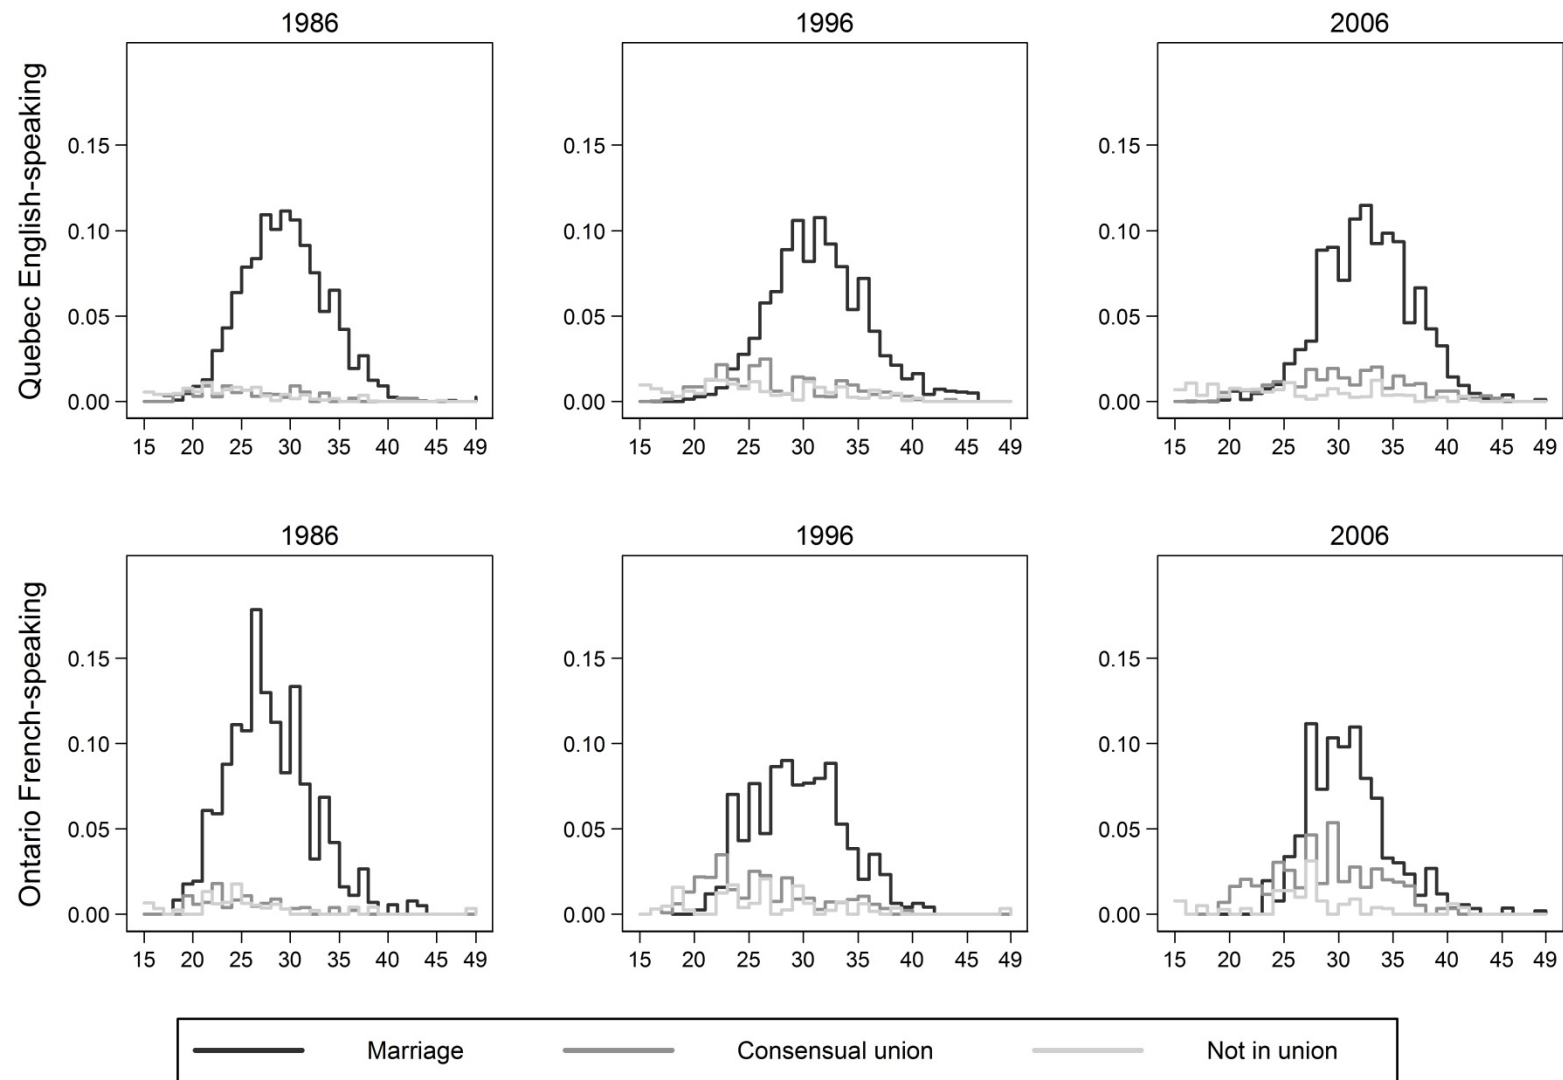 1986 1996 2006
Quebec English-speaking
0.15 0.15 0.15
0.10 0.10 0.10
0.05 0.05 0.05
0.00 0.00 0.00
15 20 25 30 35 40 45 49 15 20 25 30 35 40 45 49 15 20 25 30 35 40 45 49
1986 1996 2006
Ontario French-speaking
0.15 0.15 0.15
0.10 0.10 0.10
0.05 0.05 0.05
0.00 0.00 0.00
15 20 25 30 35 40 45 49 15 20 25 30 35 40 45 49 15 20 25 30 35 40 45 49
Marriage Consensual union Not in union